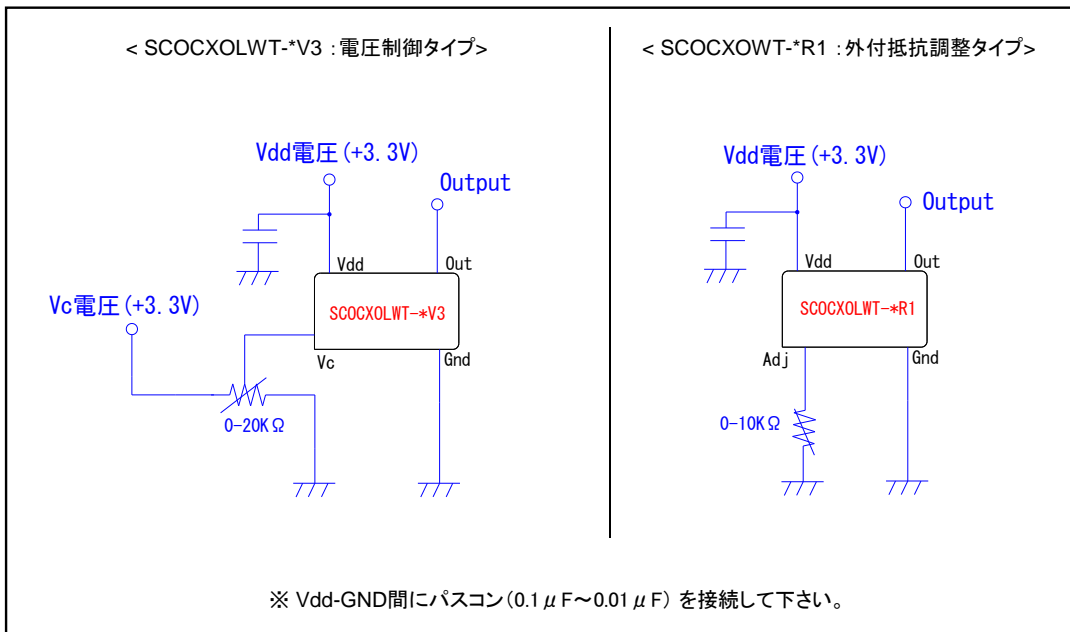 < SCOCXOLWT-*V3 : 電圧制御タイプ>
Vdd電圧(+3.3V)
Output
Vdd
Out
Vc電圧(+3.3V)
SCOCXOLWT-*V3
Vc
Gnd
0-20KΩ
< SCOCXOWT-*R1 : 外付抵抗調整タイプ>
Vdd電圧(+3.3V)
Output
Vdd
Out
SCOCXOLWT-*R1
Adj
Gnd
0-10KΩ
※ Vdd-GND間にパスコン(0.1μF～0.01μF) を接続して下さい。